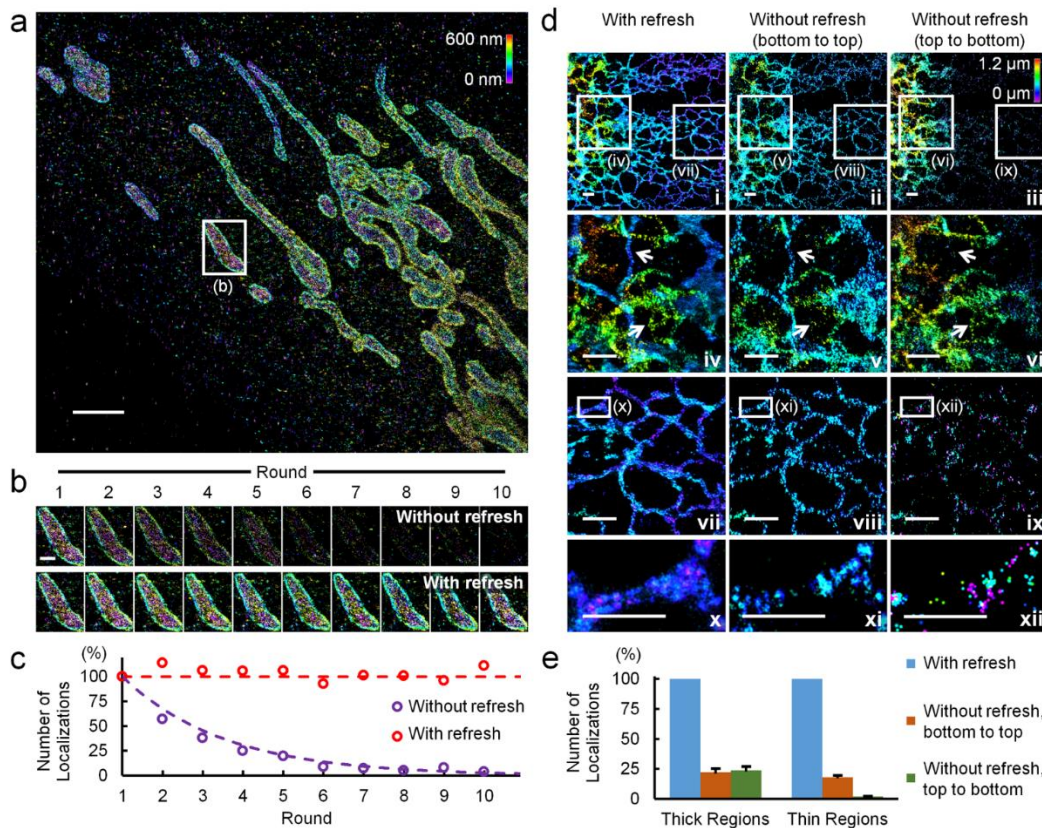 a
600 nm
0 nm
(b)
b
Round
1 2 3 4 5 6 7 8 9 10
Without refresh
With refresh
c
(%)
100
75
50
25
0
Number of
Localizations
Without refresh
With refresh
1 2 3 4 5 6 7 8 9 10
Round
d
With refresh
Without refresh
(bottom to top)
Without refresh
(top to bottom)
1.2 µm
0 µm
(iv) (vii) (v) (viii) (vi) (ix)
i ii iii
iv v vi
(x) (xi) (xii)
vii viii ix
x xi xii
e
(%)
100
75
50
25
0
Number of
Localizations
Thick Regions Thin Regions
With refresh
Without refresh,
bottom to top
Without refresh,
top to bottom